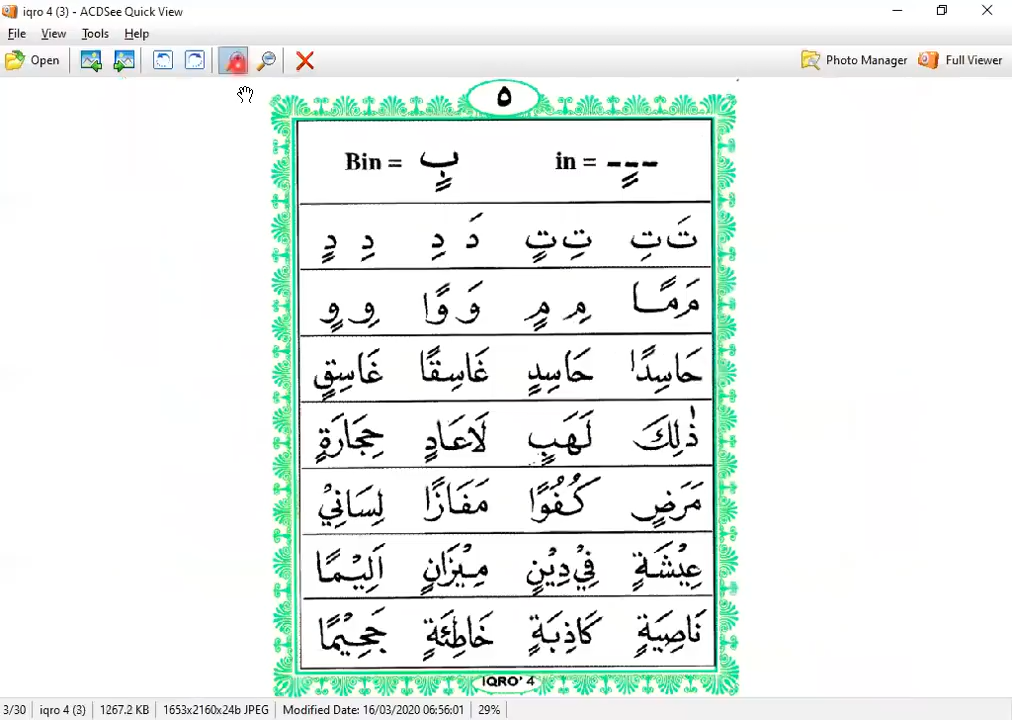 iqro 4 (3) - ACDSee Quick View
File View Tools Help
Open Photo Manager Full Viewer
٥
Bin = بٍ in = ---ٍ
تَ تِ تِ تٍ دَ دِ دِ دٍ
مَ مًا مِ مٍ وَ وًا وِ وٍ
حَاسِدًا حَاسِدٍ غَاسِقًا غَاسِقٍ
ذٰلِكَ لَهَبٍ لَاعَادٍ حِجَارَةٍ
مَرَضٍ كُفُوًا مَفَازًا لِسَانِيْ
عِيْشَةٍ فِيْ دِيْنٍ مِيْزَانٍ اَلِيْمًا
نَاصِيَةٍ كَاذِبَةٍ خَاطِئَةٍ جَحِيْمًا
IQRO' 4
3/30 iqro 4 (3) 1267.2 KB 1653x2160x24b JPEG Modified Date: 16/03/2020 06:56:01 29%